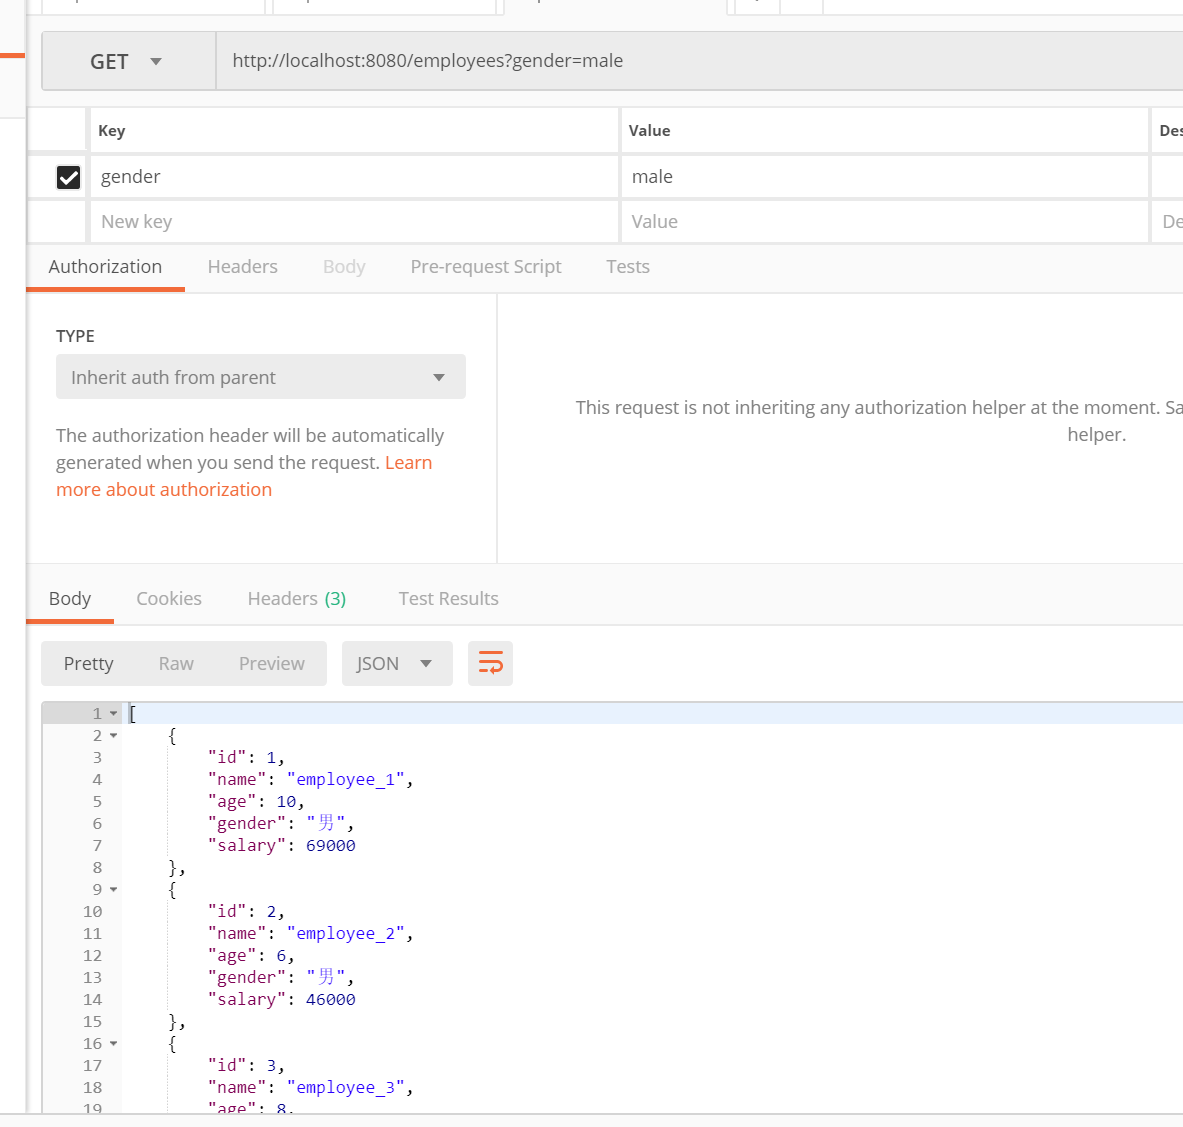 GET http://localhost:8080/employees?gender=male
Key Value Des
gender male
New key Value De
Authorization Headers Body Pre-request Script Tests
TYPE
Inherit auth from parent
The authorization header will be automatically
generated when you send the request. Learn
more about authorization
This request is not inheriting any authorization helper at the moment. Sa
helper.
Body Cookies Headers (3) Test Results
Pretty Raw Preview JSON
1 [
2 {
3 "id": 1,
4 "name": "employee_1",
5 "age": 10,
6 "gender": "男",
7 "salary": 69000
8 },
9 {
10 "id": 2,
11 "name": "employee_2",
12 "age": 6,
13 "gender": "男",
14 "salary": 46000
15 },
16 {
17 "id": 3,
18 "name": "employee_3",
19 "age": 8,